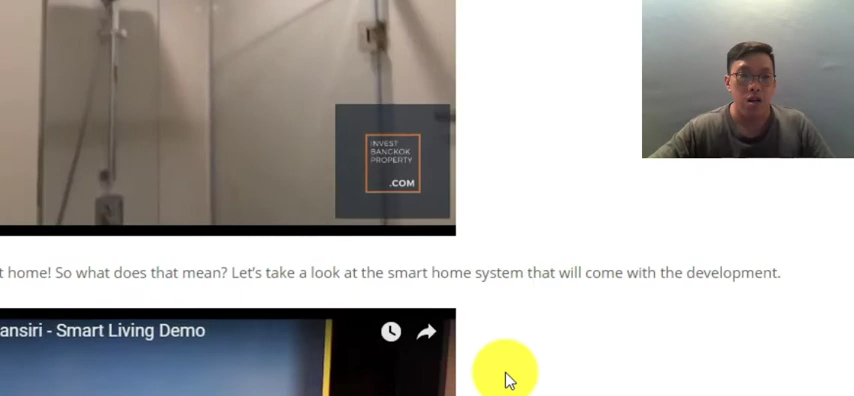 INVEST
BANGKOK
PROPERTY
.COM
t home! So what does that mean? Let's take a look at the smart home system that will come with the development.
ansiri - Smart Living Demo